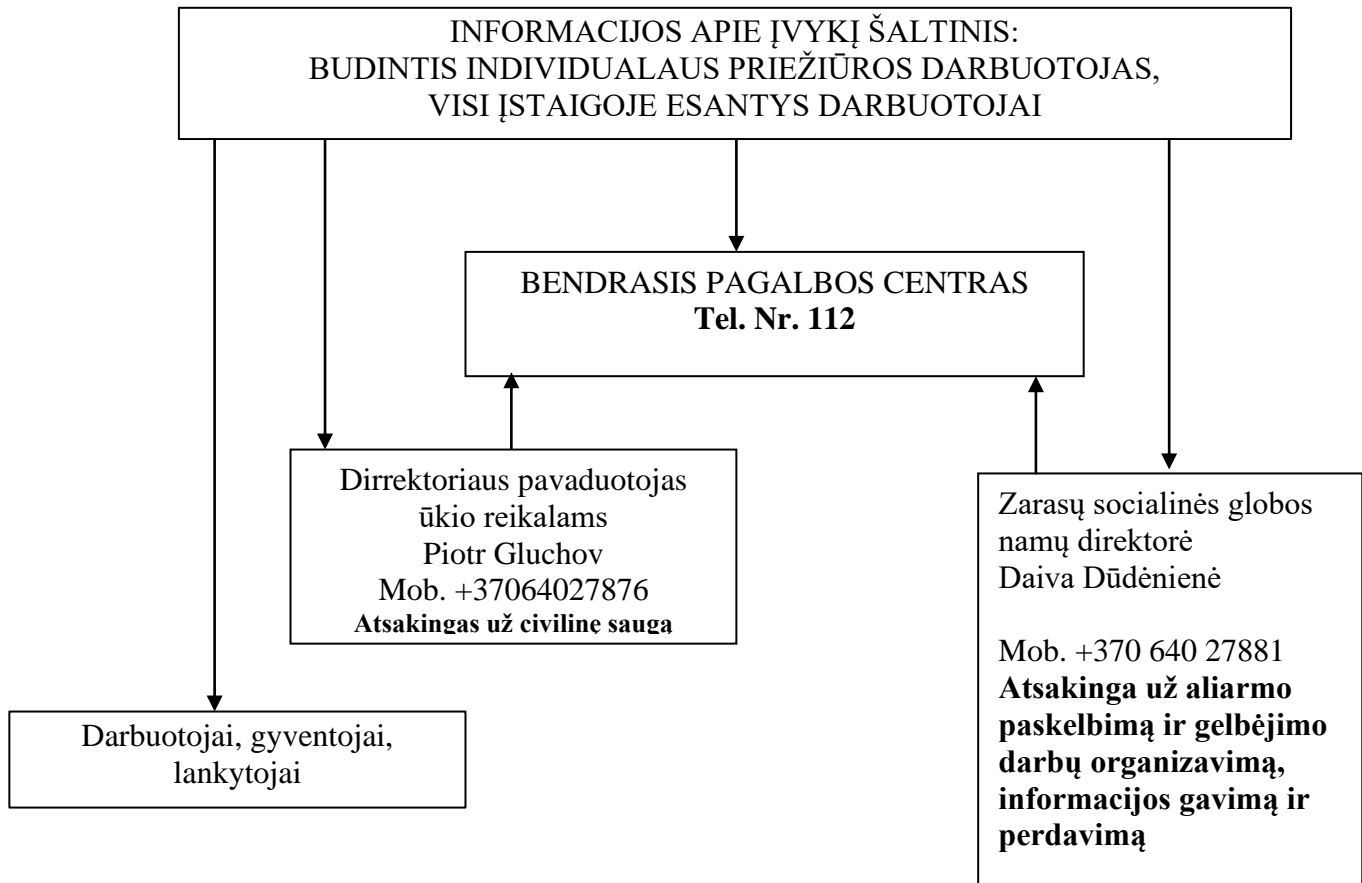 INFORMACIJOS APIE ĮVYKĮ ŠALTINIS:
BUDINTIS INDIVIDUALAUS PRIEŽIŪROS DARBUOTOJAS,
VISI ĮSTAIGOJE ESANTYS DARBUOTOJAI
BENDRASIS PAGALBOS CENTRAS
Tel. Nr. 112
Dirrektoriaus pavaduotojas
ūkio reikalams
Piotr Gluchov
Mob. +37064027876
Atsakingas už civilinę saugą
Zarasų socialinės globos
namų direktorė
Daiva Dūdėnienė
Mob. +370 640 27881
Atsakinga už aliarmo
paskelbimą ir gelbėjimo
darbų organizavimą,
informacijos gavimą ir
perdavimą
Darbuotojai, gyventojai,
lankytojai